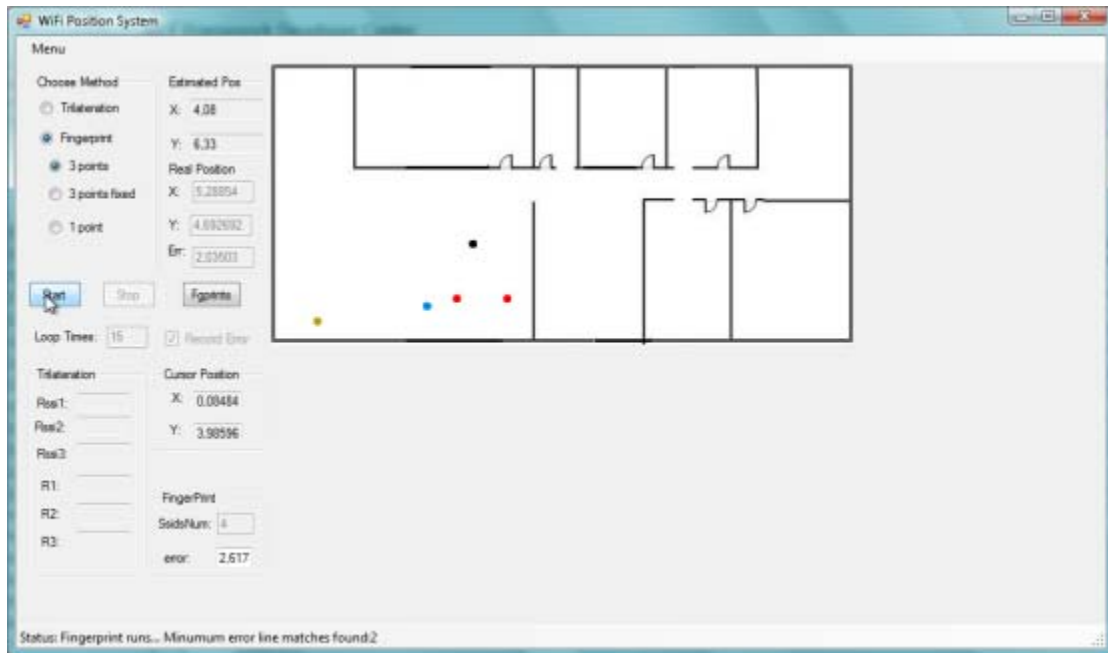 WiFi Position System
Menu
Choose Method
Trilateration
Fingerprint
3 points
3 points fixed
1 point
Estimated Pos
X: 4,08
Y: 6,33
Real Position
X: 5.28854
Y: 4.692692
Err: 2.03503
Start
Stop
Fgprints
Loop Times: 15
Record Error
Trilateration
Rssi1:
Rssi2:
Rssi3:
R1:
R2:
R3:
Cursor Position
X: 0.08484
Y: 3.98596
FingerPrint
SsidsNum: 4
error: 2.617
Status: Fingerprint runs... Minumum error line matches found:2